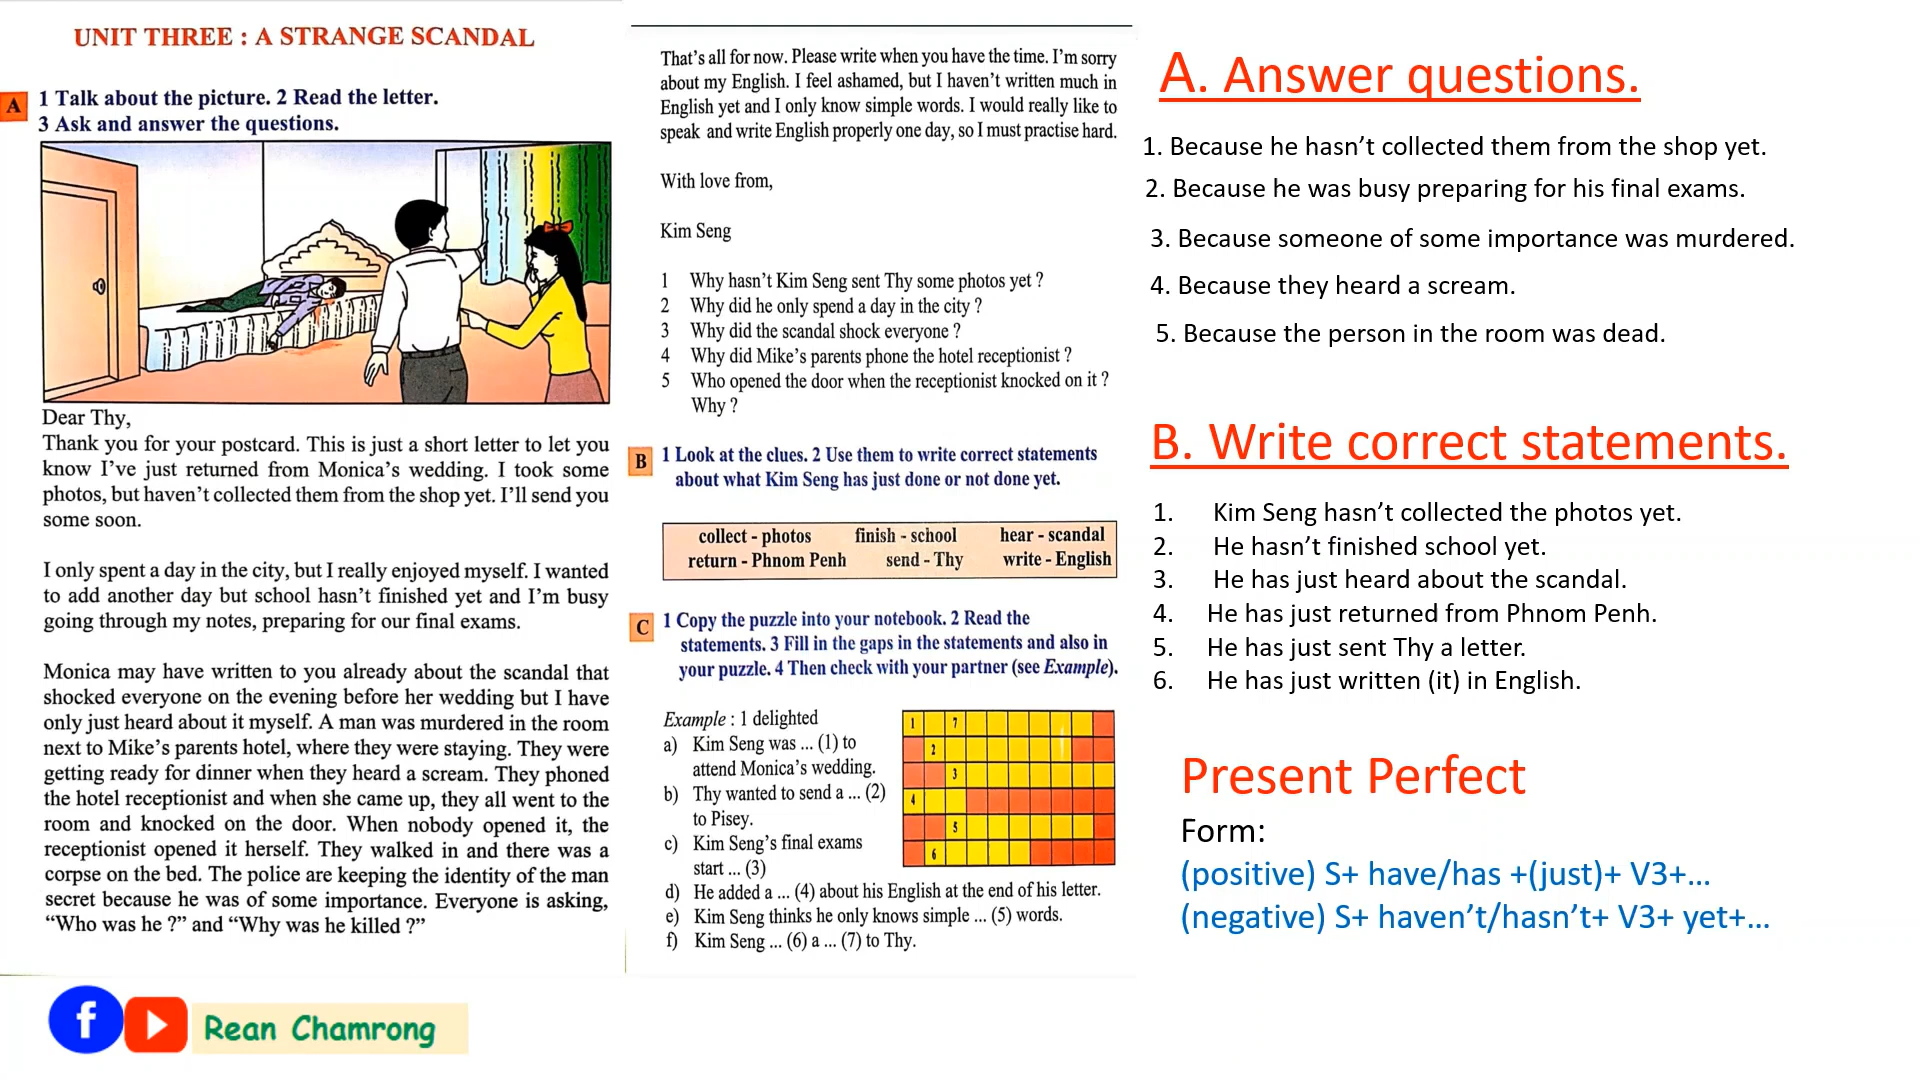 UNIT THREE : A STRANGE SCANDAL
A
1 Talk about the picture. 2 Read the letter.
3 Ask and answer the questions.
Dear Thy,
Thank you for your postcard. This is just a short letter to let you
know I've just returned from Monica's wedding. I took some
photos, but haven't collected them from the shop yet. I'll send you
some soon.
I only spent a day in the city, but I really enjoyed myself. I wanted
to add another day but school hasn't finished yet and I'm busy
going through my notes, preparing for our final exams.
Monica may have written to you already about the scandal that
shocked everyone on the evening before her wedding but I have
only just heard about it myself. A man was murdered in the room
next to Mike's parents hotel, where they were staying. They were
getting ready for dinner when they heard a scream. They phoned
the hotel receptionist and when she came up, they all went to the
room and knocked on the door. When nobody opened it, the
receptionist opened it herself. They walked in and there was a
corpse on the bed. The police are keeping the identity of the man
secret because he was of some importance. Everyone is asking,
“Who was he ?” and “Why was he killed ?”
That's all for now. Please write when you have the time. I'm sorry
about my English. I feel ashamed, but I haven't written much in
English yet and I only know simple words. I would really like to
speak and write English properly one day, so I must practise hard.
With love from,
Kim Seng
1 Why hasn't Kim Seng sent Thy some photos yet ?
2 Why did he only spend a day in the city ?
3 Why did the scandal shock everyone ?
4 Why did Mike's parents phone the hotel receptionist ?
5 Who opened the door when the receptionist knocked on it ?
Why ?
B
1 Look at the clues. 2 Use them to write correct statements
about what Kim Seng has just done or not done yet.
collect - photos finish - school hear - scandal
return - Phnom Penh send - Thy write - English
C
1 Copy the puzzle into your notebook. 2 Read the
statements. 3 Fill in the gaps in the statements and also in
your puzzle. 4 Then check with your partner (see Example).
Example : 1 delighted
a) Kim Seng was ... (1) to
attend Monica's wedding.
b) Thy wanted to send a ... (2)
to Pisey.
c) Kim Seng's final exams
start ... (3)
d) He added a ... (4) about his English at the end of his letter.
e) Kim Seng thinks he only knows simple ... (5) words.
f) Kim Seng ... (6) a ... (7) to Thy.
1 7
2
3
4
5
6
A. Answer questions.
1. Because he hasn't collected them from the shop yet.
2. Because he was busy preparing for his final exams.
3. Because someone of some importance was murdered.
4. Because they heard a scream.
5. Because the person in the room was dead.
B. Write correct statements.
1. Kim Seng hasn't collected the photos yet.
2. He hasn't finished school yet.
3. He has just heard about the scandal.
4. He has just returned from Phnom Penh.
5. He has just sent Thy a letter.
6. He has just written (it) in English.
Present Perfect
Form:
(positive) S+ have/has +(just)+ V3+...
(negative) S+ haven't/hasn't+ V3+ yet+...
f
Rean Chamrong